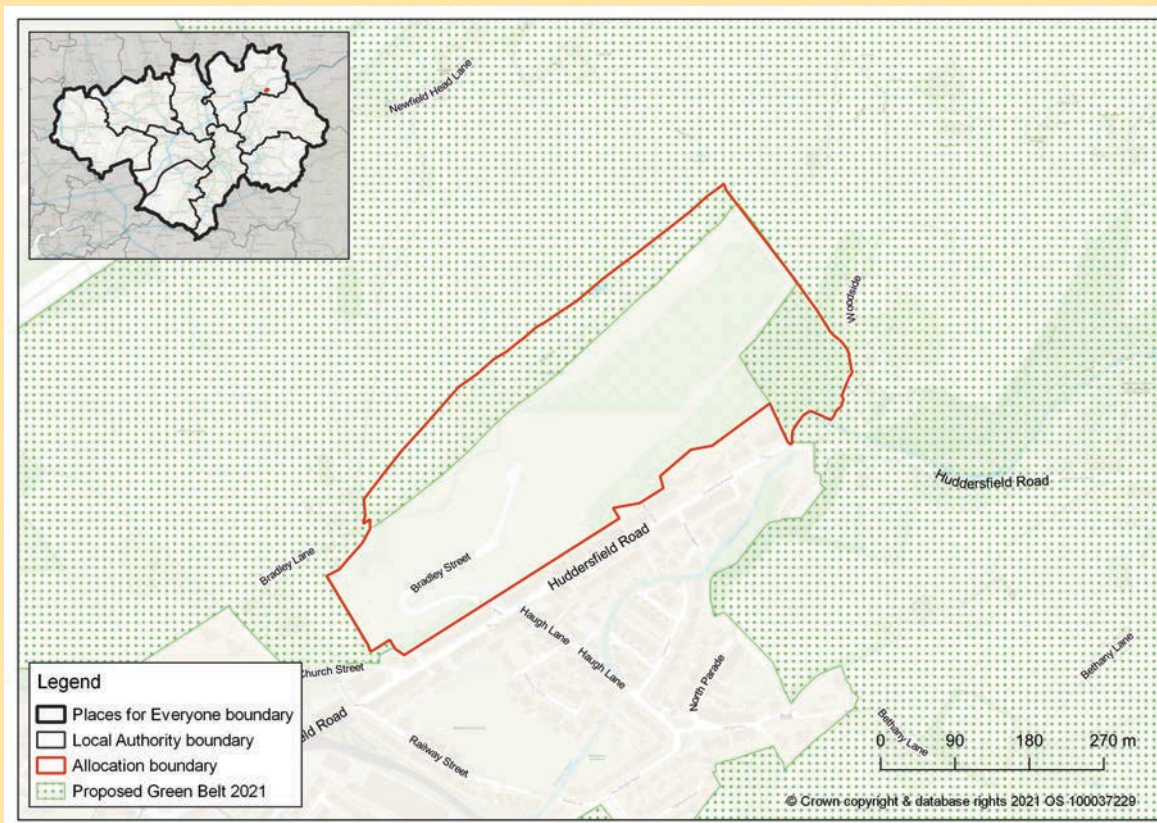 Newfield Head Lane
Woodside
Huddersfield Road
Bradley Lane
Bradley Street
Huddersfield Road
Haugh Lane
Haugh Lane
North Parade
Bethany Lane
Bethany Lane
Church Street
ld Road
Railway Street
Legend
Places for Everyone boundary
Local Authority boundary
Allocation boundary
Proposed Green Belt 2021
0 90 180 270 m
© Crown copyright & database rights 2021 OS 100037229